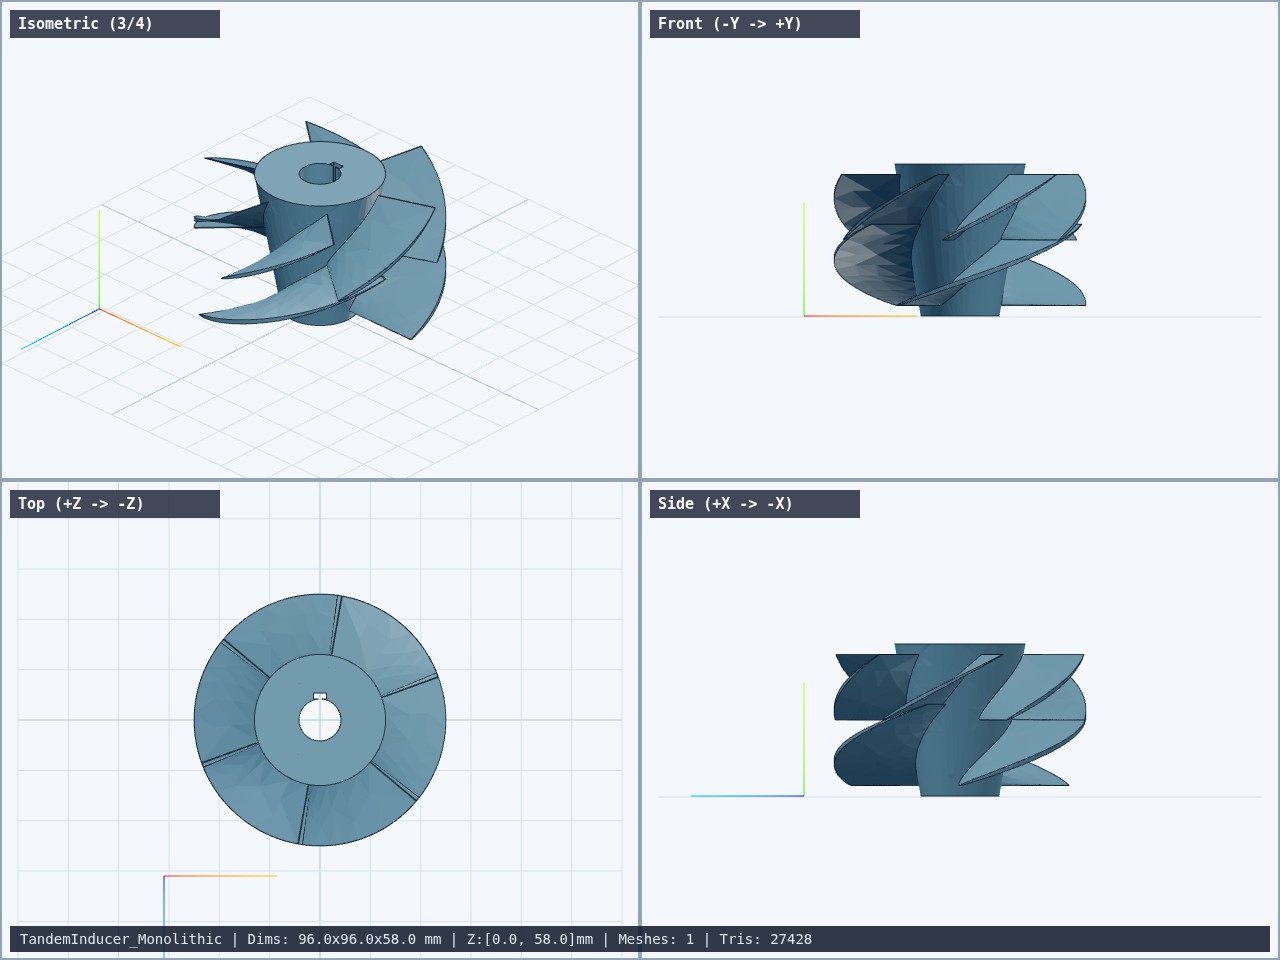 Isometric (3/4)
Front (-Y -> +Y)
Top (+Z -> -Z)
Side (+X -> -X)
TandemInducer_Monolithic | Dims: 96.0x96.0x58.0 mm | Z:[0.0, 58.0]mm | Meshes: 1 | Tris: 27428